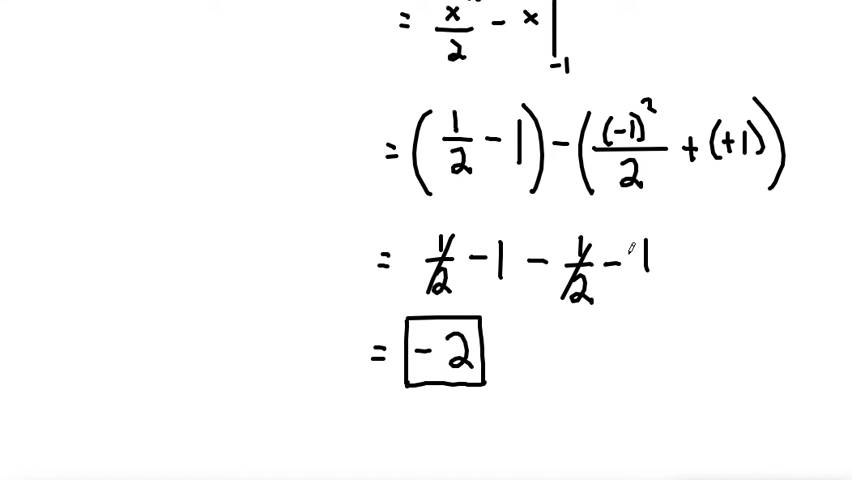 = x²/2 - x |₋₁
= (1/2 - 1) - ((-1)²/2 + (+1))
= 1/2 - 1 - 1/2 - 1
= -2